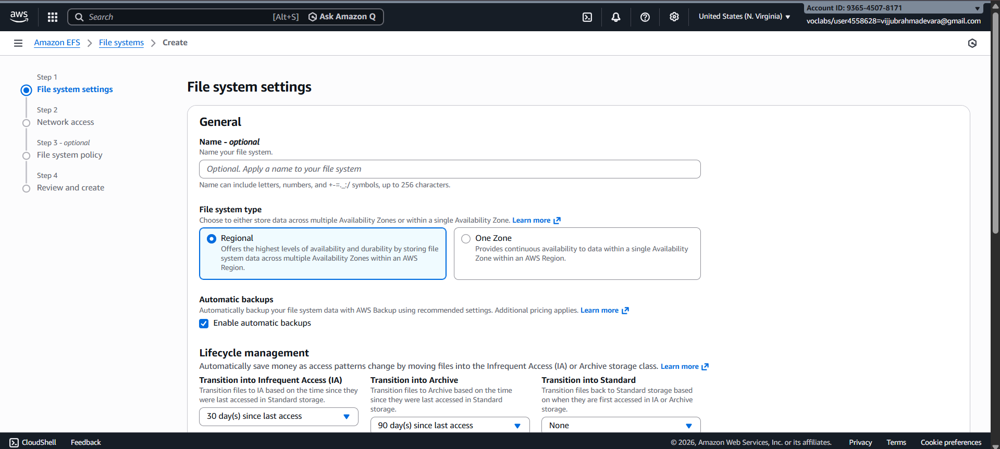 aws
Search [Alt+S] Ask Amazon Q
United States (N. Virginia)
Account ID: 9365-4507-8171
voclabs/user4558628=vijjubrahmadevara@gmail.com
Amazon EFS
File systems
Create
Step 1
File system settings
Step 2
Network access
Step 3 - optional
File system policy
Step 4
Review and create
File system settings
General
Name - optional
Name your file system.
Optional. Apply a name to your file system
Name can include letters, numbers, and +-=._:/ symbols, up to 256 characters.
File system type
Choose to either store data across multiple Availability Zones or within a single Availability Zone. Learn more
Regional
Offers the highest levels of availability and durability by storing file
system data across multiple Availability Zones within an AWS
Region.
One Zone
Provides continuous availability to data within a single Availability
Zone within an AWS Region.
Automatic backups
Automatically backup your file system data with AWS Backup using recommended settings. Additional pricing applies. Learn more
Enable automatic backups
Lifecycle management
Automatically save money as access patterns change by moving files into the Infrequent Access (IA) or Archive storage class. Learn more
Transition into Infrequent Access (IA)
Transition files to IA based on the time since they
were last accessed in Standard storage.
30 day(s) since last access
Transition into Archive
Transition files to Archive based on the time
since they were last accessed in Standard
storage.
90 day(s) since last access
Transition into Standard
Transition files back to Standard storage based
on when they are first accessed in IA or Archive
storage.
None
CloudShell
Feedback
© 2026, Amazon Web Services, Inc. or its affiliates.
Privacy
Terms
Cookie preferences